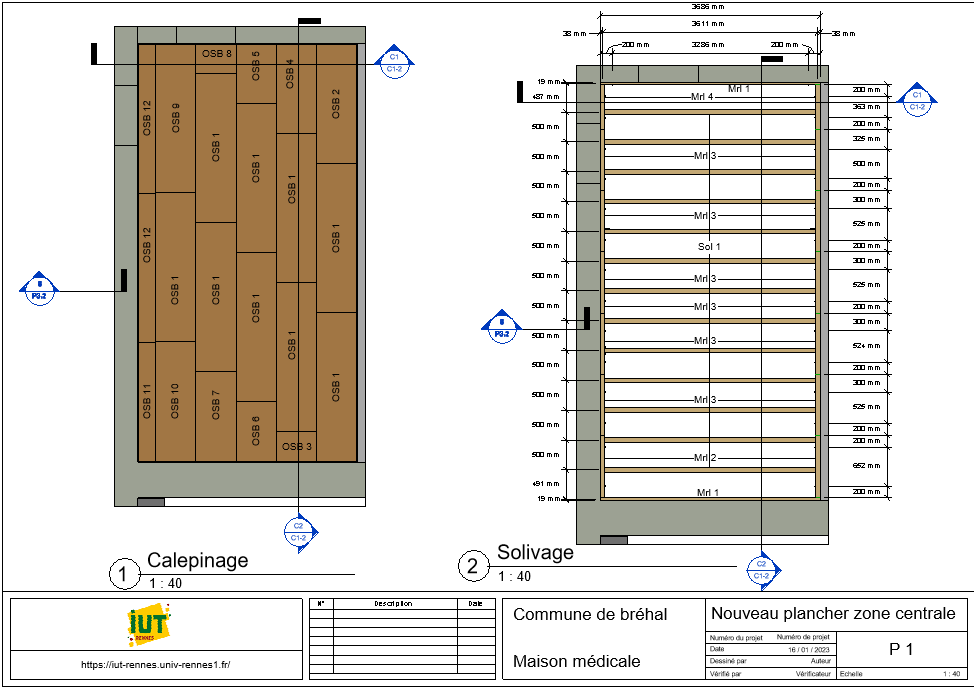 3686 mm
3611 mm
38 mm
38 mm
200 mm
3286 mm
200 mm
OSB 8
OSB 5
OSB 4
OSB 2
OSB 12
OSB 9
OSB 1
OSB 1
OSB 1
OSB 12
OSB 1
OSB 1
OSB 1
OSB 1
OSB 1
OSB 1
OSB 11
OSB 10
OSB 7
OSB 6
OSB 3
C1
C1-2
P3.2
C2
C1-2
1
Calepinage
1 : 40
19 mm
487 mm
500 mm
500 mm
500 mm
500 mm
500 mm
500 mm
500 mm
500 mm
500 mm
500 mm
500 mm
500 mm
491 mm
19 mm
Mrl 1
Mrl 4
Mrl 3
Mrl 3
Sol 1
Mrl 3
Mrl 3
Mrl 3
Mrl 3
Mrl 2
Mrl 1
200 mm
363 mm
200 mm
325 mm
500 mm
200 mm
300 mm
525 mm
200 mm
300 mm
525 mm
200 mm
300 mm
524 mm
200 mm
300 mm
525 mm
200 mm
200 mm
652 mm
200 mm
C1
C1-2
P3.2
C2
C1-2
2
Solivage
1 : 40
IUT
RENNES
https://iut-rennes.univ-rennes1.fr/
N° Description Date
Commune de bréhal
Maison médicale
Nouveau plancher zone centrale
Numéro du projet Numéro de projet
Date 16 / 01 / 2023
Dessiné par Auteur
Vérifié par Vérificateur
P 1
Echelle 1 : 40